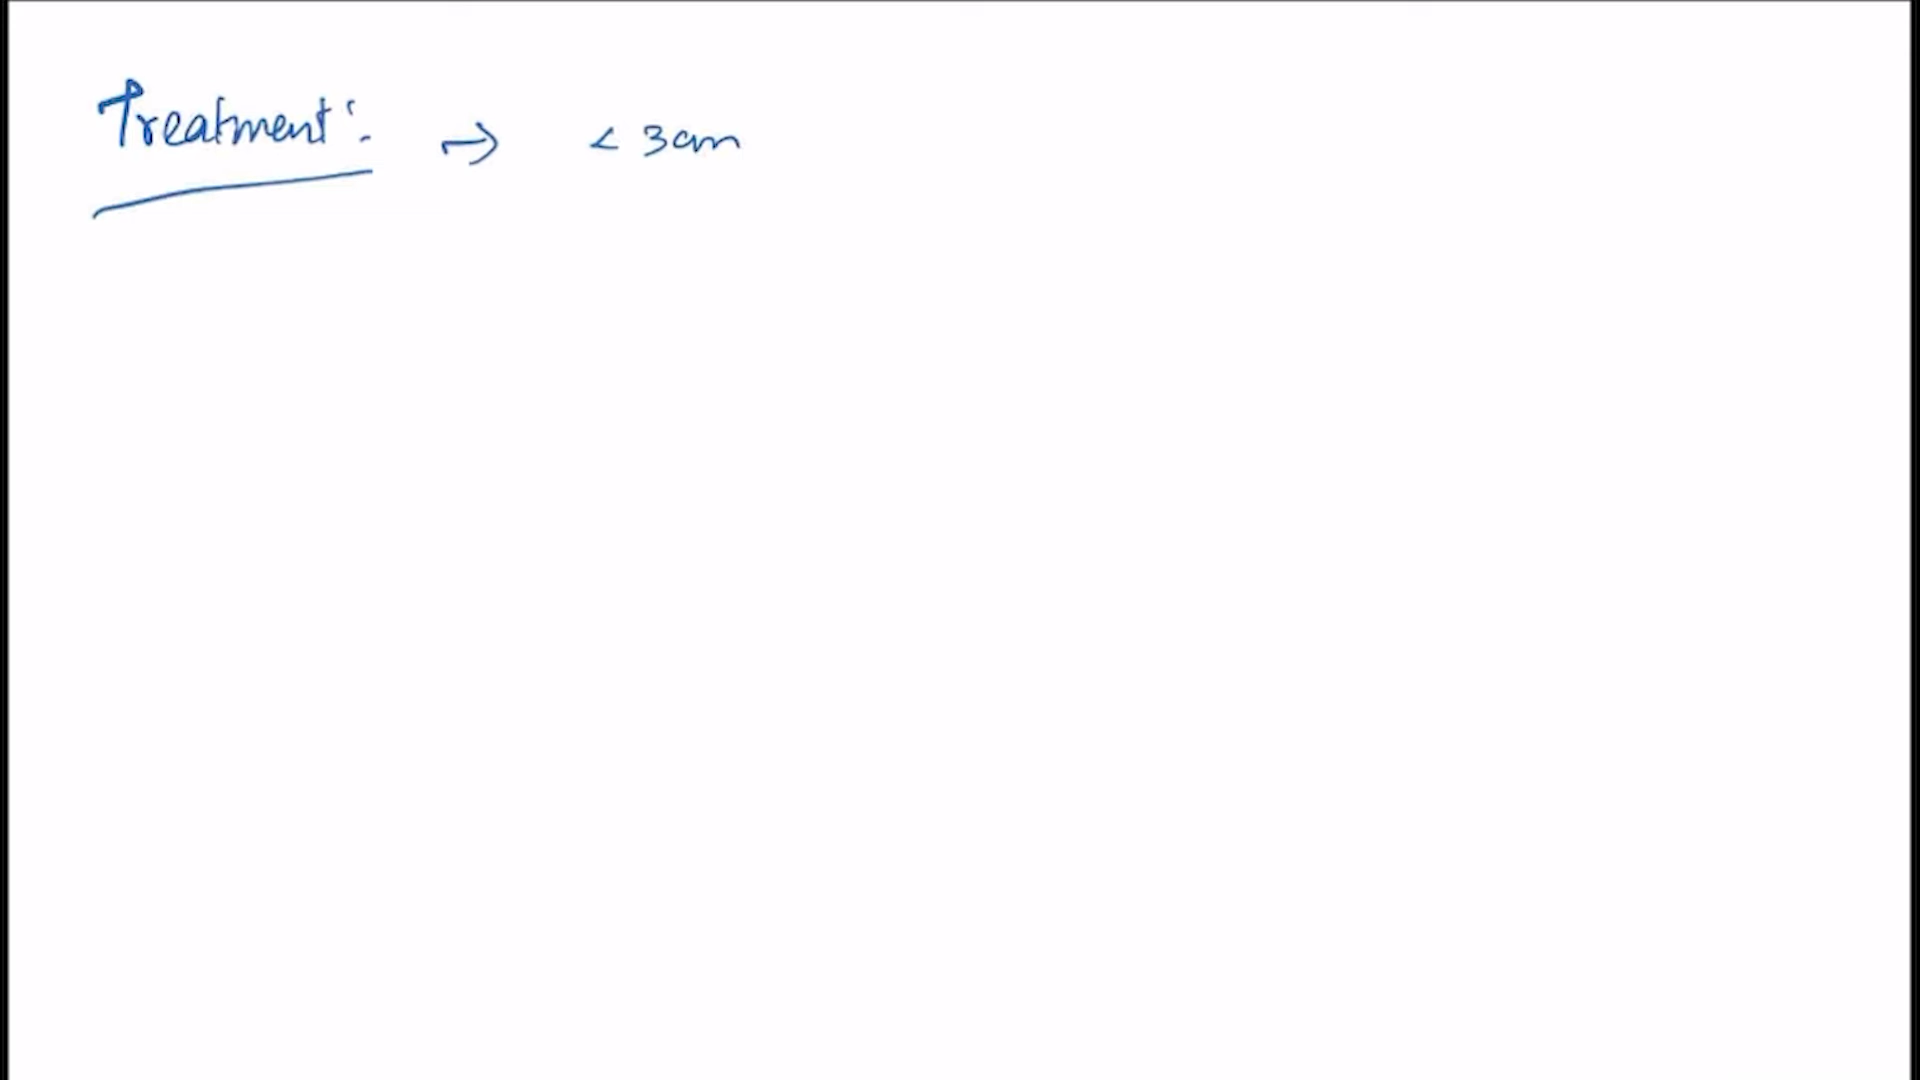 Treatment: → < 3cm